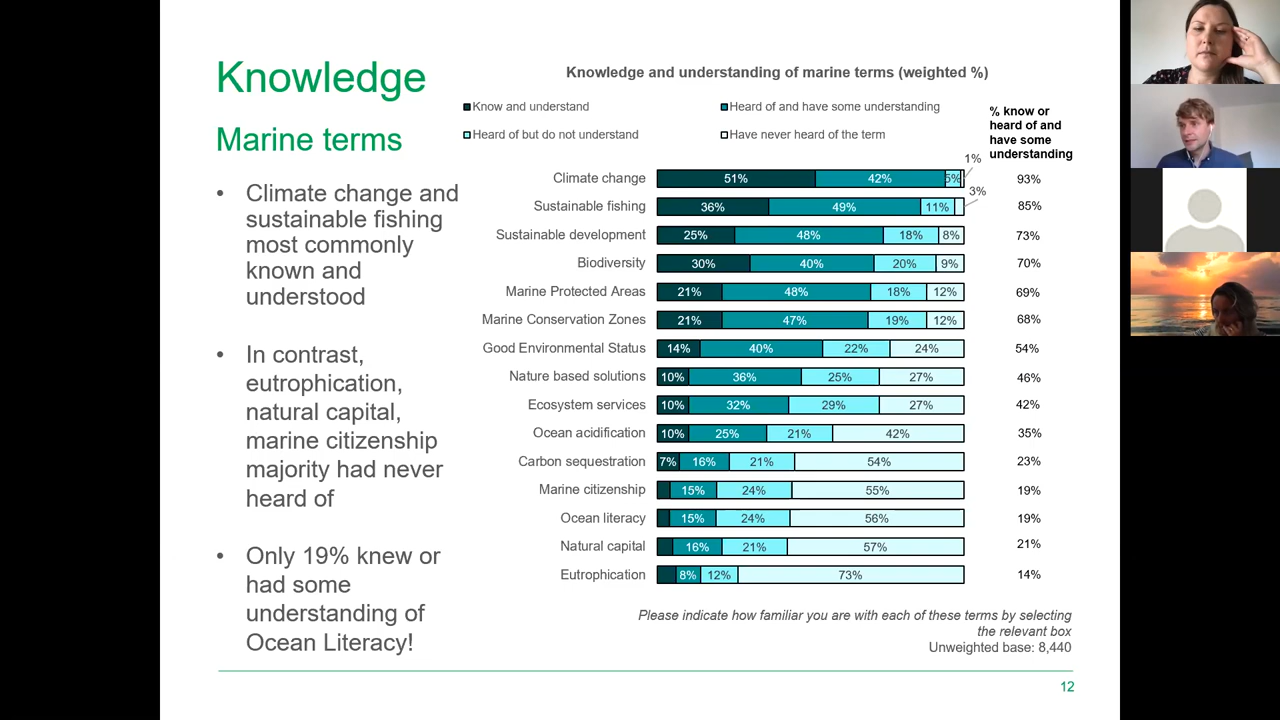 Knowledge
Marine terms
• Climate change and
sustainable fishing
most commonly
known and
understood
• In contrast,
eutrophication,
natural capital,
marine citizenship
majority had never
heard of
• Only 19% knew or
had some
understanding of
Ocean Literacy!
Knowledge and understanding of marine terms (weighted %)
Know and understand
Heard of and have some understanding
Heard of but do not understand
Have never heard of the term
% know or
heard of and
have some
understanding
Climate change 51% 42% 5% 1% 93%
Sustainable fishing 36% 49% 11% 3% 85%
Sustainable development 25% 48% 18% 8% 73%
Biodiversity 30% 40% 20% 9% 70%
Marine Protected Areas 21% 48% 18% 12% 69%
Marine Conservation Zones 21% 47% 19% 12% 68%
Good Environmental Status 14% 40% 22% 24% 54%
Nature based solutions 10% 36% 25% 27% 46%
Ecosystem services 10% 32% 29% 27% 42%
Ocean acidification 10% 25% 21% 42% 35%
Carbon sequestration 7% 16% 21% 54% 23%
Marine citizenship 15% 24% 55% 19%
Ocean literacy 15% 24% 56% 19%
Natural capital 16% 21% 57% 21%
Eutrophication 8% 12% 73% 14%
Please indicate how familiar you are with each of these terms by selecting
the relevant box
Unweighted base: 8,440
12